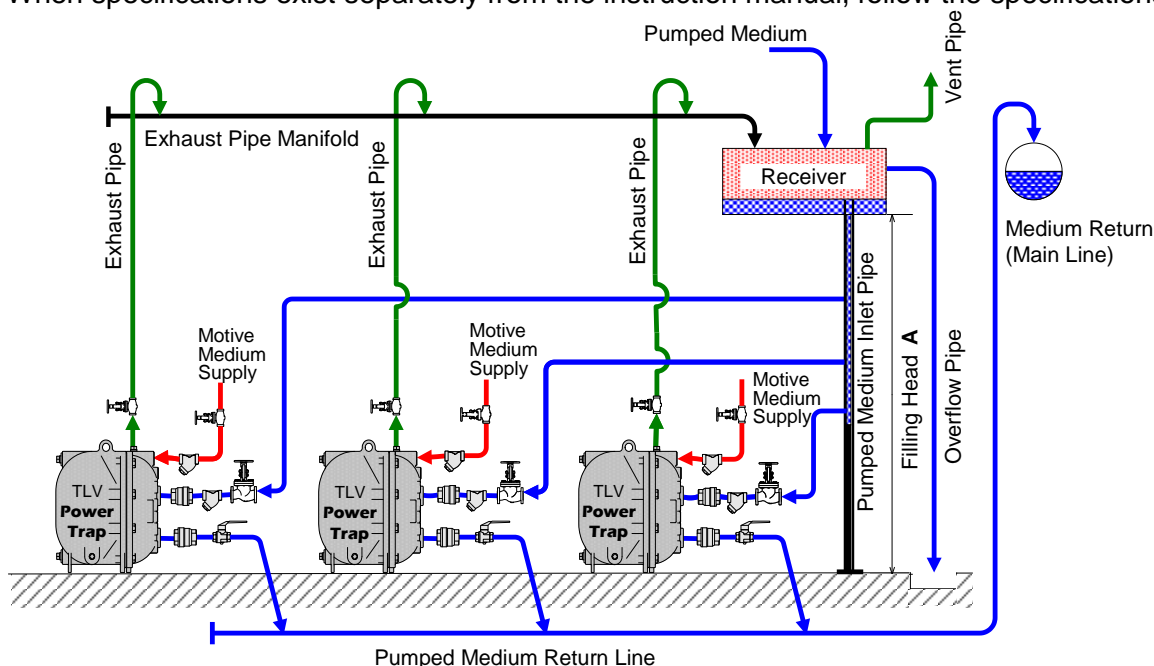 When specifications exist separately from the instruction manual, follow the specifications
Pumped Medium
Vent Pipe
Exhaust Pipe Manifold
Receiver
Exhaust Pipe
Exhaust Pipe
Exhaust Pipe
Medium Return
(Main Line)
Pumped Medium Inlet Pipe
Filling Head A
Overflow Pipe
Motive
Medium
Supply
Motive
Medium
Supply
Motive
Medium
Supply
TLV
Power
Trap
TLV
Power
Trap
TLV
Power
Trap
Pumped Medium Return Line